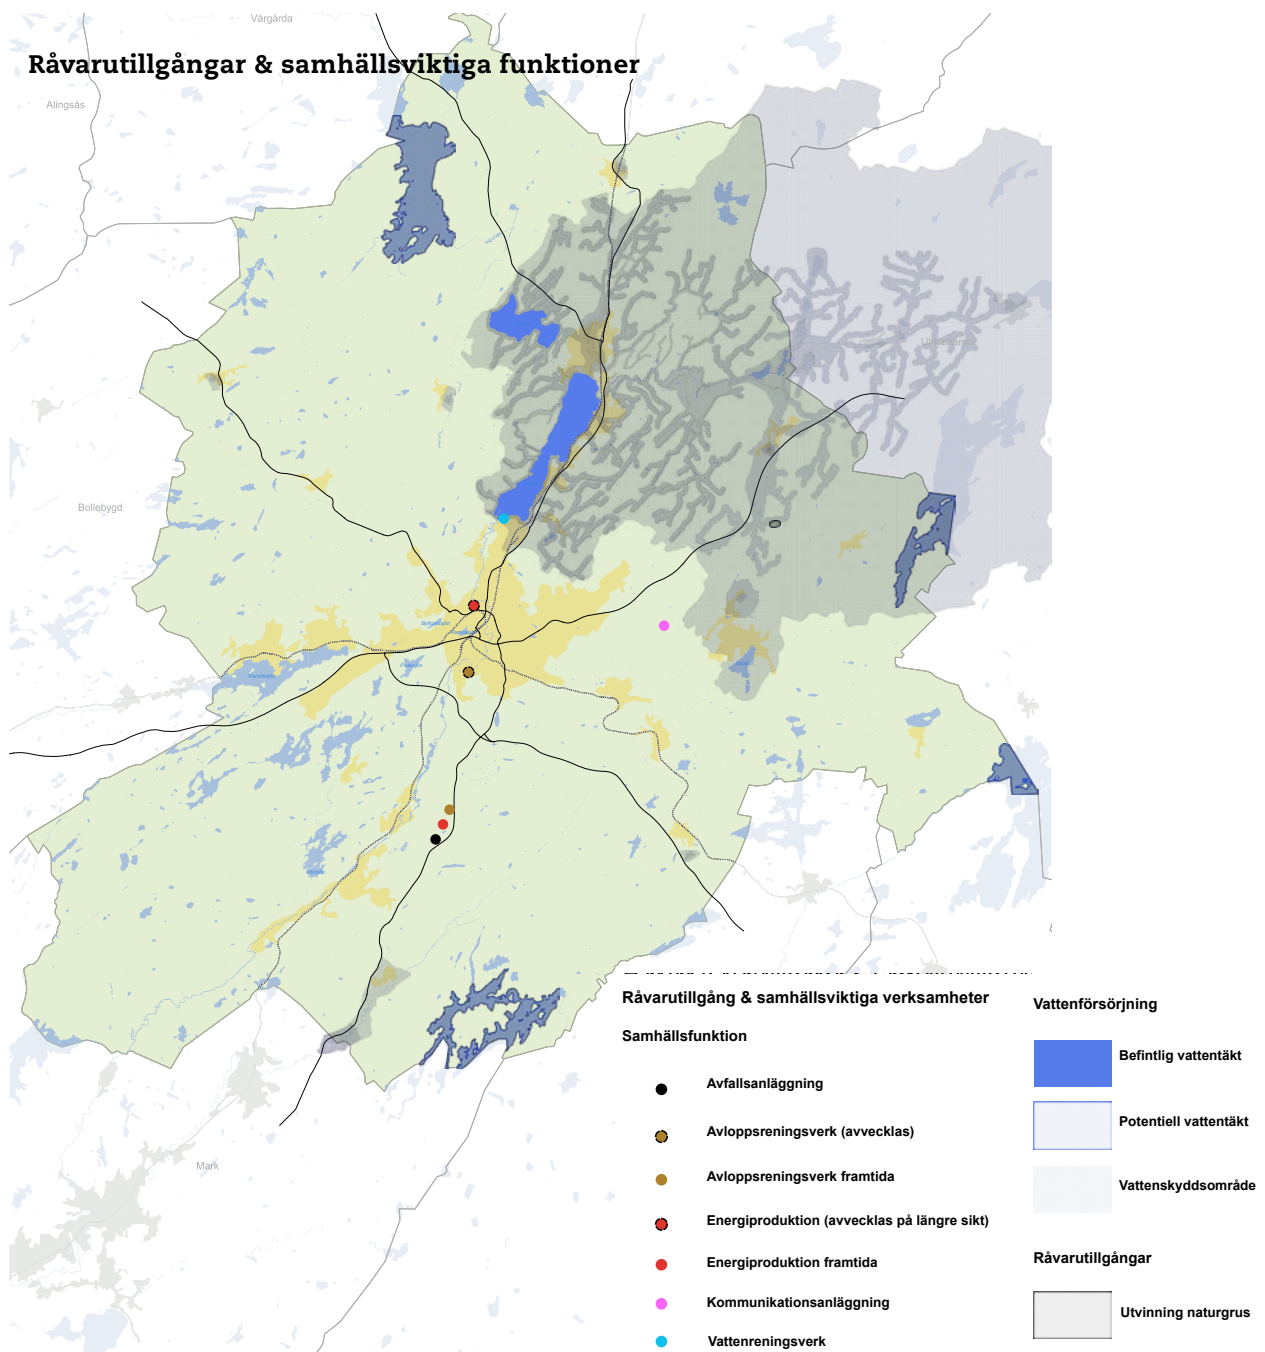 Vårgårda
Råvarutillgångar & samhällsviktiga funktioner
Alingsås
Bollebygd
Mark
Råvarutillgång & samhällsviktiga verksamheter
Samhällsfunktion
Avfallsanläggning
Avloppsreningsverk (avvecklas)
Avloppsreningsverk framtida
Energiproduktion (avvecklas på längre sikt)
Energiproduktion framtida
Kommunikationsanläggning
Vattenreningsverk
Vattenförsörjning
Befintlig vattentäkt
Potentiell vattentäkt
Vattenskyddsområde
Råvarutillgångar
Utvinning naturgrus